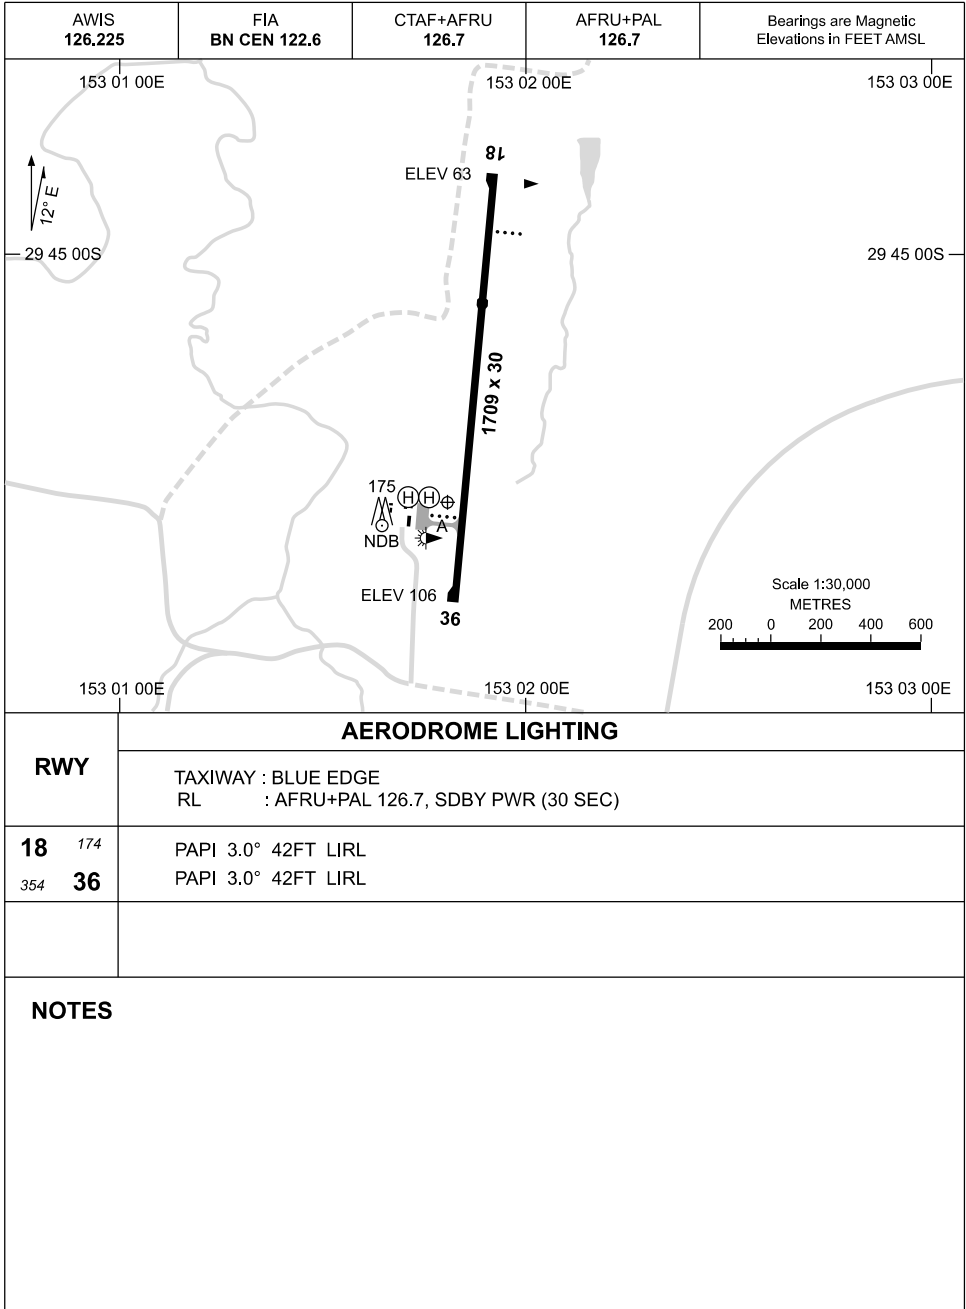 AWIS
126.225
FIA
BN CEN 122.6
CTAF+AFRU
126.7
AFRU+PAL
126.7
Bearings are Magnetic
Elevations in FEET AMSL
153 01 00E
153 02 00E
153 03 00E
18
ELEV 63
12° E
29 45 00S
29 45 00S
1709 x 30
175
H H
A
NDB
ELEV 106
36
Scale 1:30,000
METRES
200 0 200 400 600
153 01 00E
153 02 00E
153 03 00E
RWY
AERODROME LIGHTING
TAXIWAY : BLUE EDGE
RL : AFRU+PAL 126.7, SDBY PWR (30 SEC)
18 174
PAPI 3.0° 42FT LIRL
354 36
PAPI 3.0° 42FT LIRL
NOTES